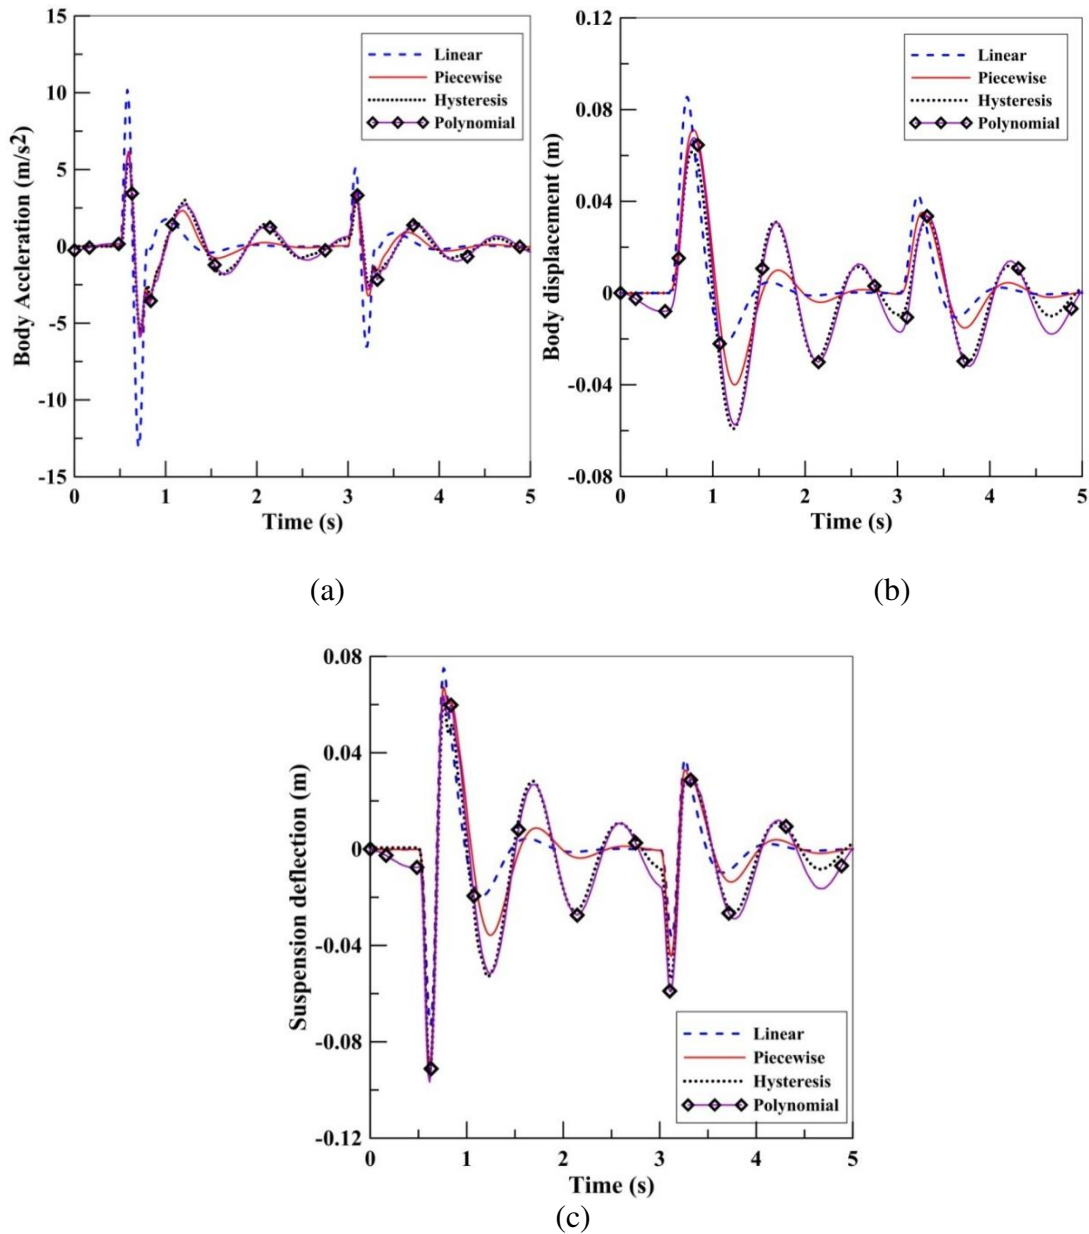 15
10
5
0
-5
-10
-15
Body Accleration (m/s2)
Linear
Piecewise
Hysteresis
Polynomial
0 1 2 3 4 5
Time (s)
(a)
0.12
0.08
0.04
0
-0.04
-0.08
Body displacement (m)
Linear
Piecewise
Hysteresis
Polynomial
0 1 2 3 4 5
Time (s)
(b)
0.08
0.04
0
-0.04
-0.08
-0.12
Suspension deflection (m)
Linear
Piecewise
Hysteresis
Polynomial
0 1 2 3 4 5
Time (s)
(c)